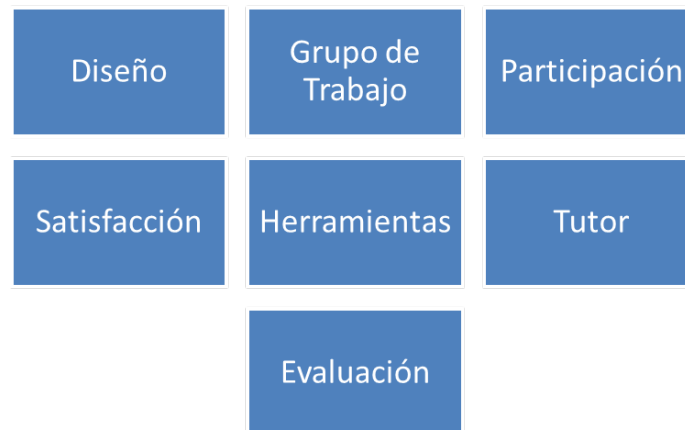 Diseño
Grupo de
Trabajo
Participación
Satisfacción
Herramientas
Tutor
Evaluación